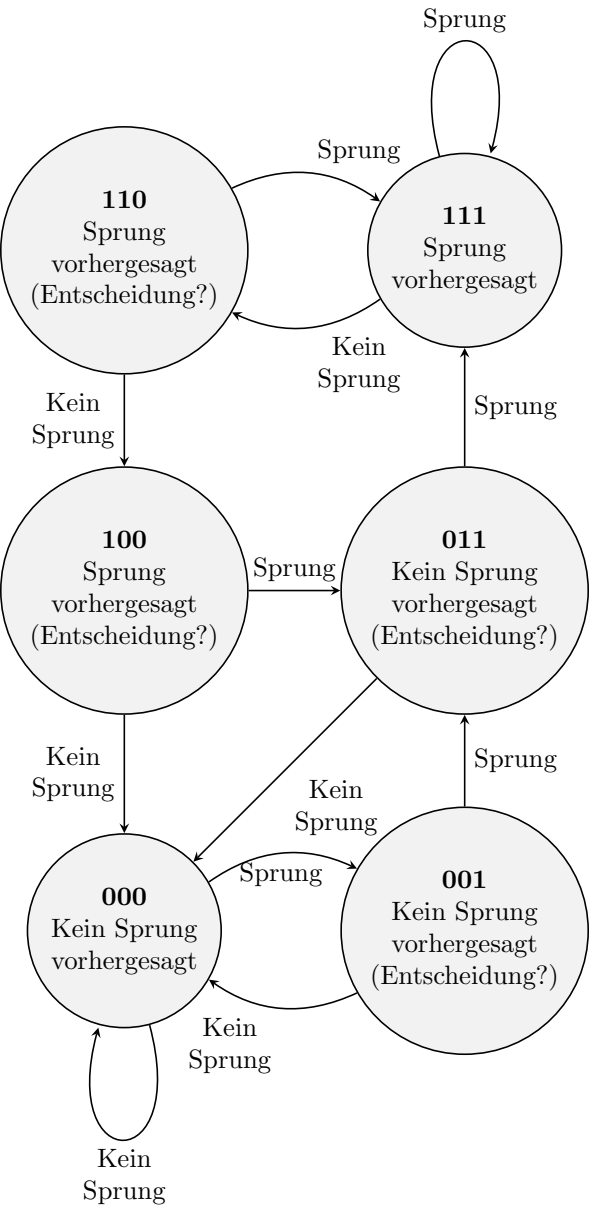 Sprung
Sprung
110
Sprung
vorhergesagt
(Entscheidung?)
111
Sprung
vorhergesagt
Kein
Sprung
Kein
Sprung
Sprung
100
Sprung
vorhergesagt
(Entscheidung?)
Sprung
011
Kein Sprung
vorhergesagt
(Entscheidung?)
Kein
Sprung
Sprung
Kein
Sprung
000
Kein Sprung
vorhergesagt
Sprung
001
Kein Sprung
vorhergesagt
(Entscheidung?)
Kein
Sprung
Kein
Sprung